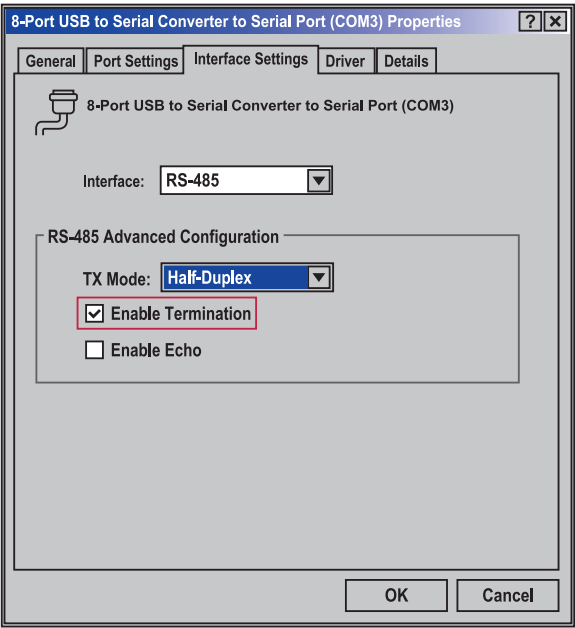 8-Port USB to Serial Converter to Serial Port (COM3) Properties ? X
General Port Settings Interface Settings Driver Details
8-Port USB to Serial Converter to Serial Port (COM3)
Interface: RS-485
RS-485 Advanced Configuration
TX Mode: Half-Duplex
Enable Termination
Enable Echo
OK Cancel